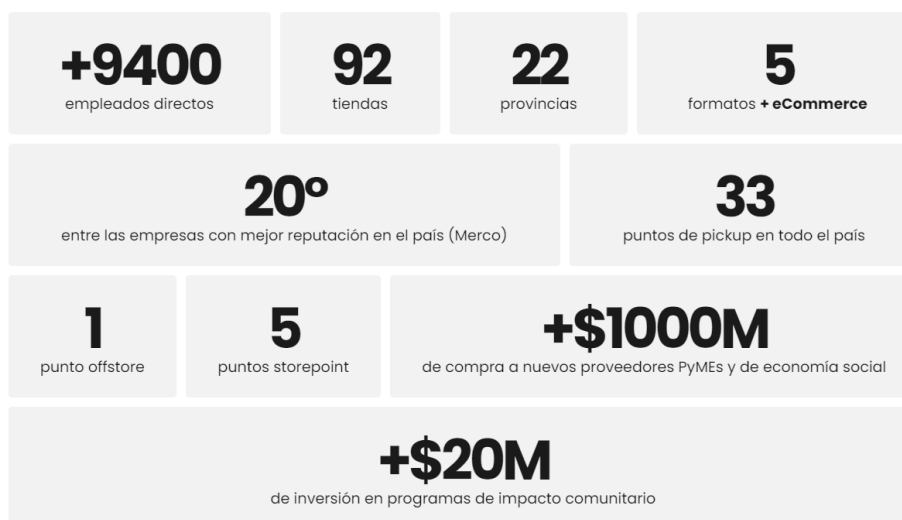 +9400
empleados directos
92
tiendas
22
provincias
5
formatos + eCommerce
20º
entre las empresas con mejor reputación en el país (Merco)
33
puntos de pickup en todo el país
1
punto offstore
5
puntos storepoint
+$1000M
de compra a nuevos proveedores PyMEs y de economía social
+$20M
de inversión en programas de impacto comunitario